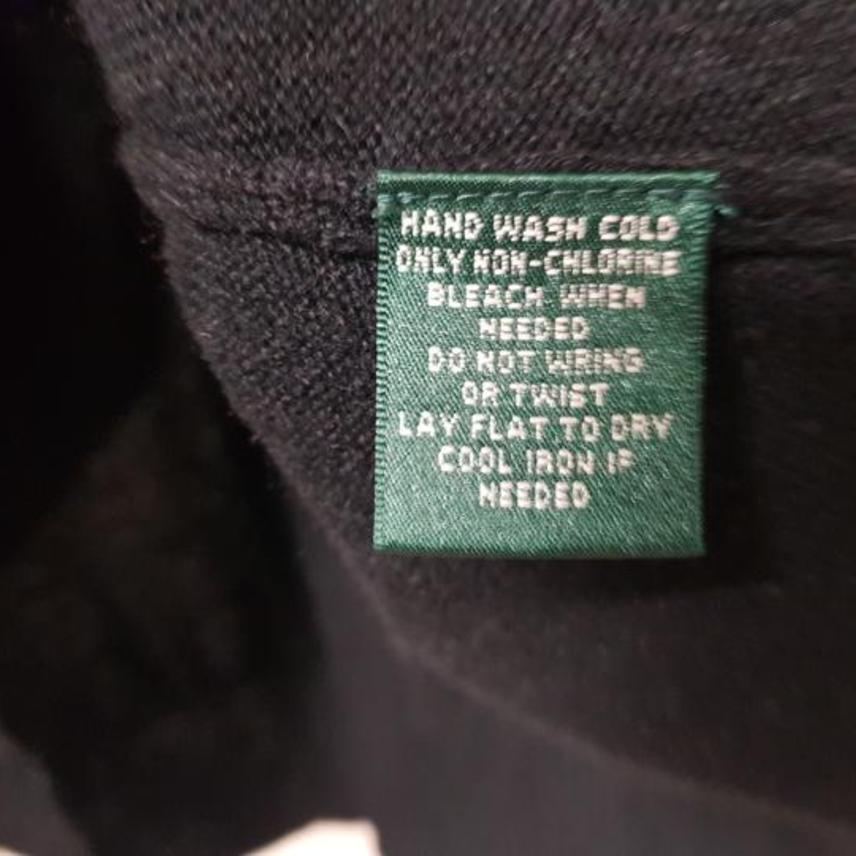 HAND WASH COLD
ONLY NON-CHLORINE
BLEACH WHEN
NEEDED
DO NOT WRING
OR TWIST
LAY FLAT TO DRY
COOL IRON IF
NEEDED